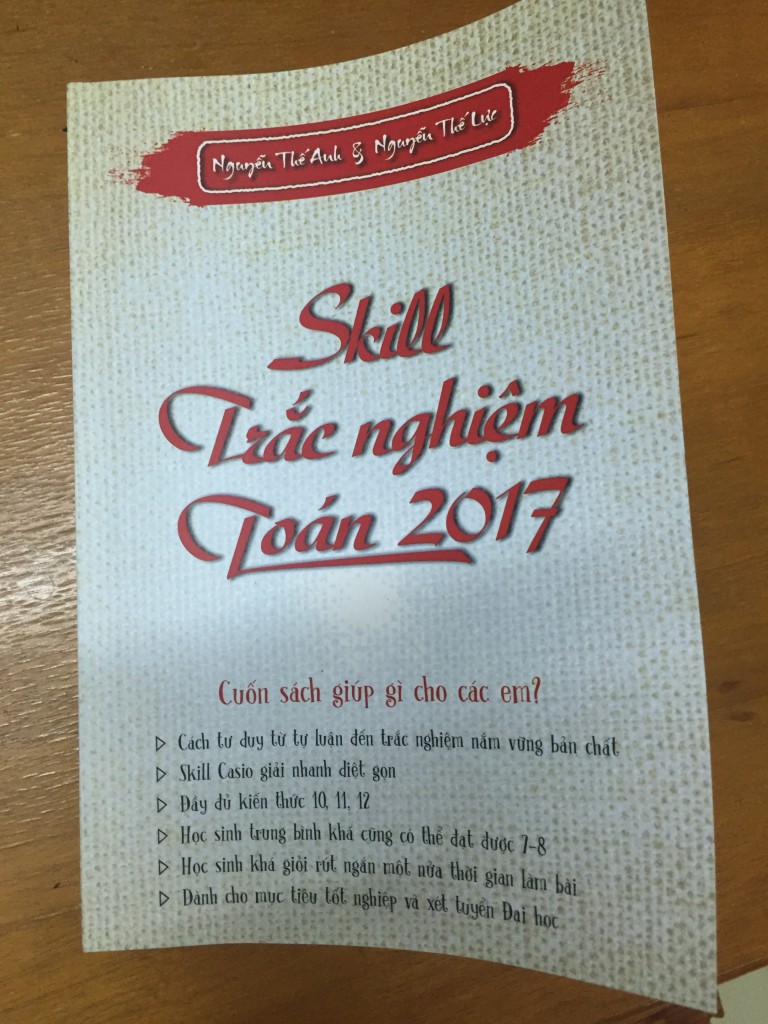 Nguyễn Thế Anh & Nguyễn Thế Lực
Skill
Trắc nghiệm
Toán 2017
Cuốn sách giúp gì cho các em?
▷ Cách tư duy từ tự luận đến trắc nghiệm nắm vững bản chất
▷ Skill Casio giải nhanh diệt gọn
▷ Đầy đủ kiến thức 10, 11, 12
▷ Học sinh trung bình khá cũng có thể đạt được 7-8
▷ Học sinh khá giỏi rút ngắn một nửa thời gian làm bài
▷ Dành cho mục tiêu tốt nghiệp và xét tuyển Đại học